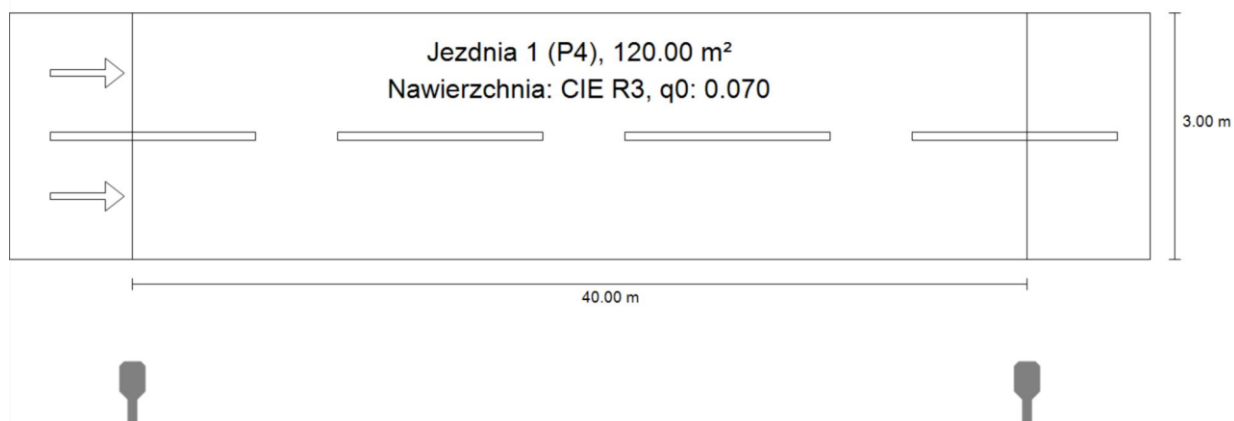 Jezdnia 1 (P4), 120.00 m²
Nawierzchnia: CIE R3, q0: 0.070
3.00 m
40.00 m